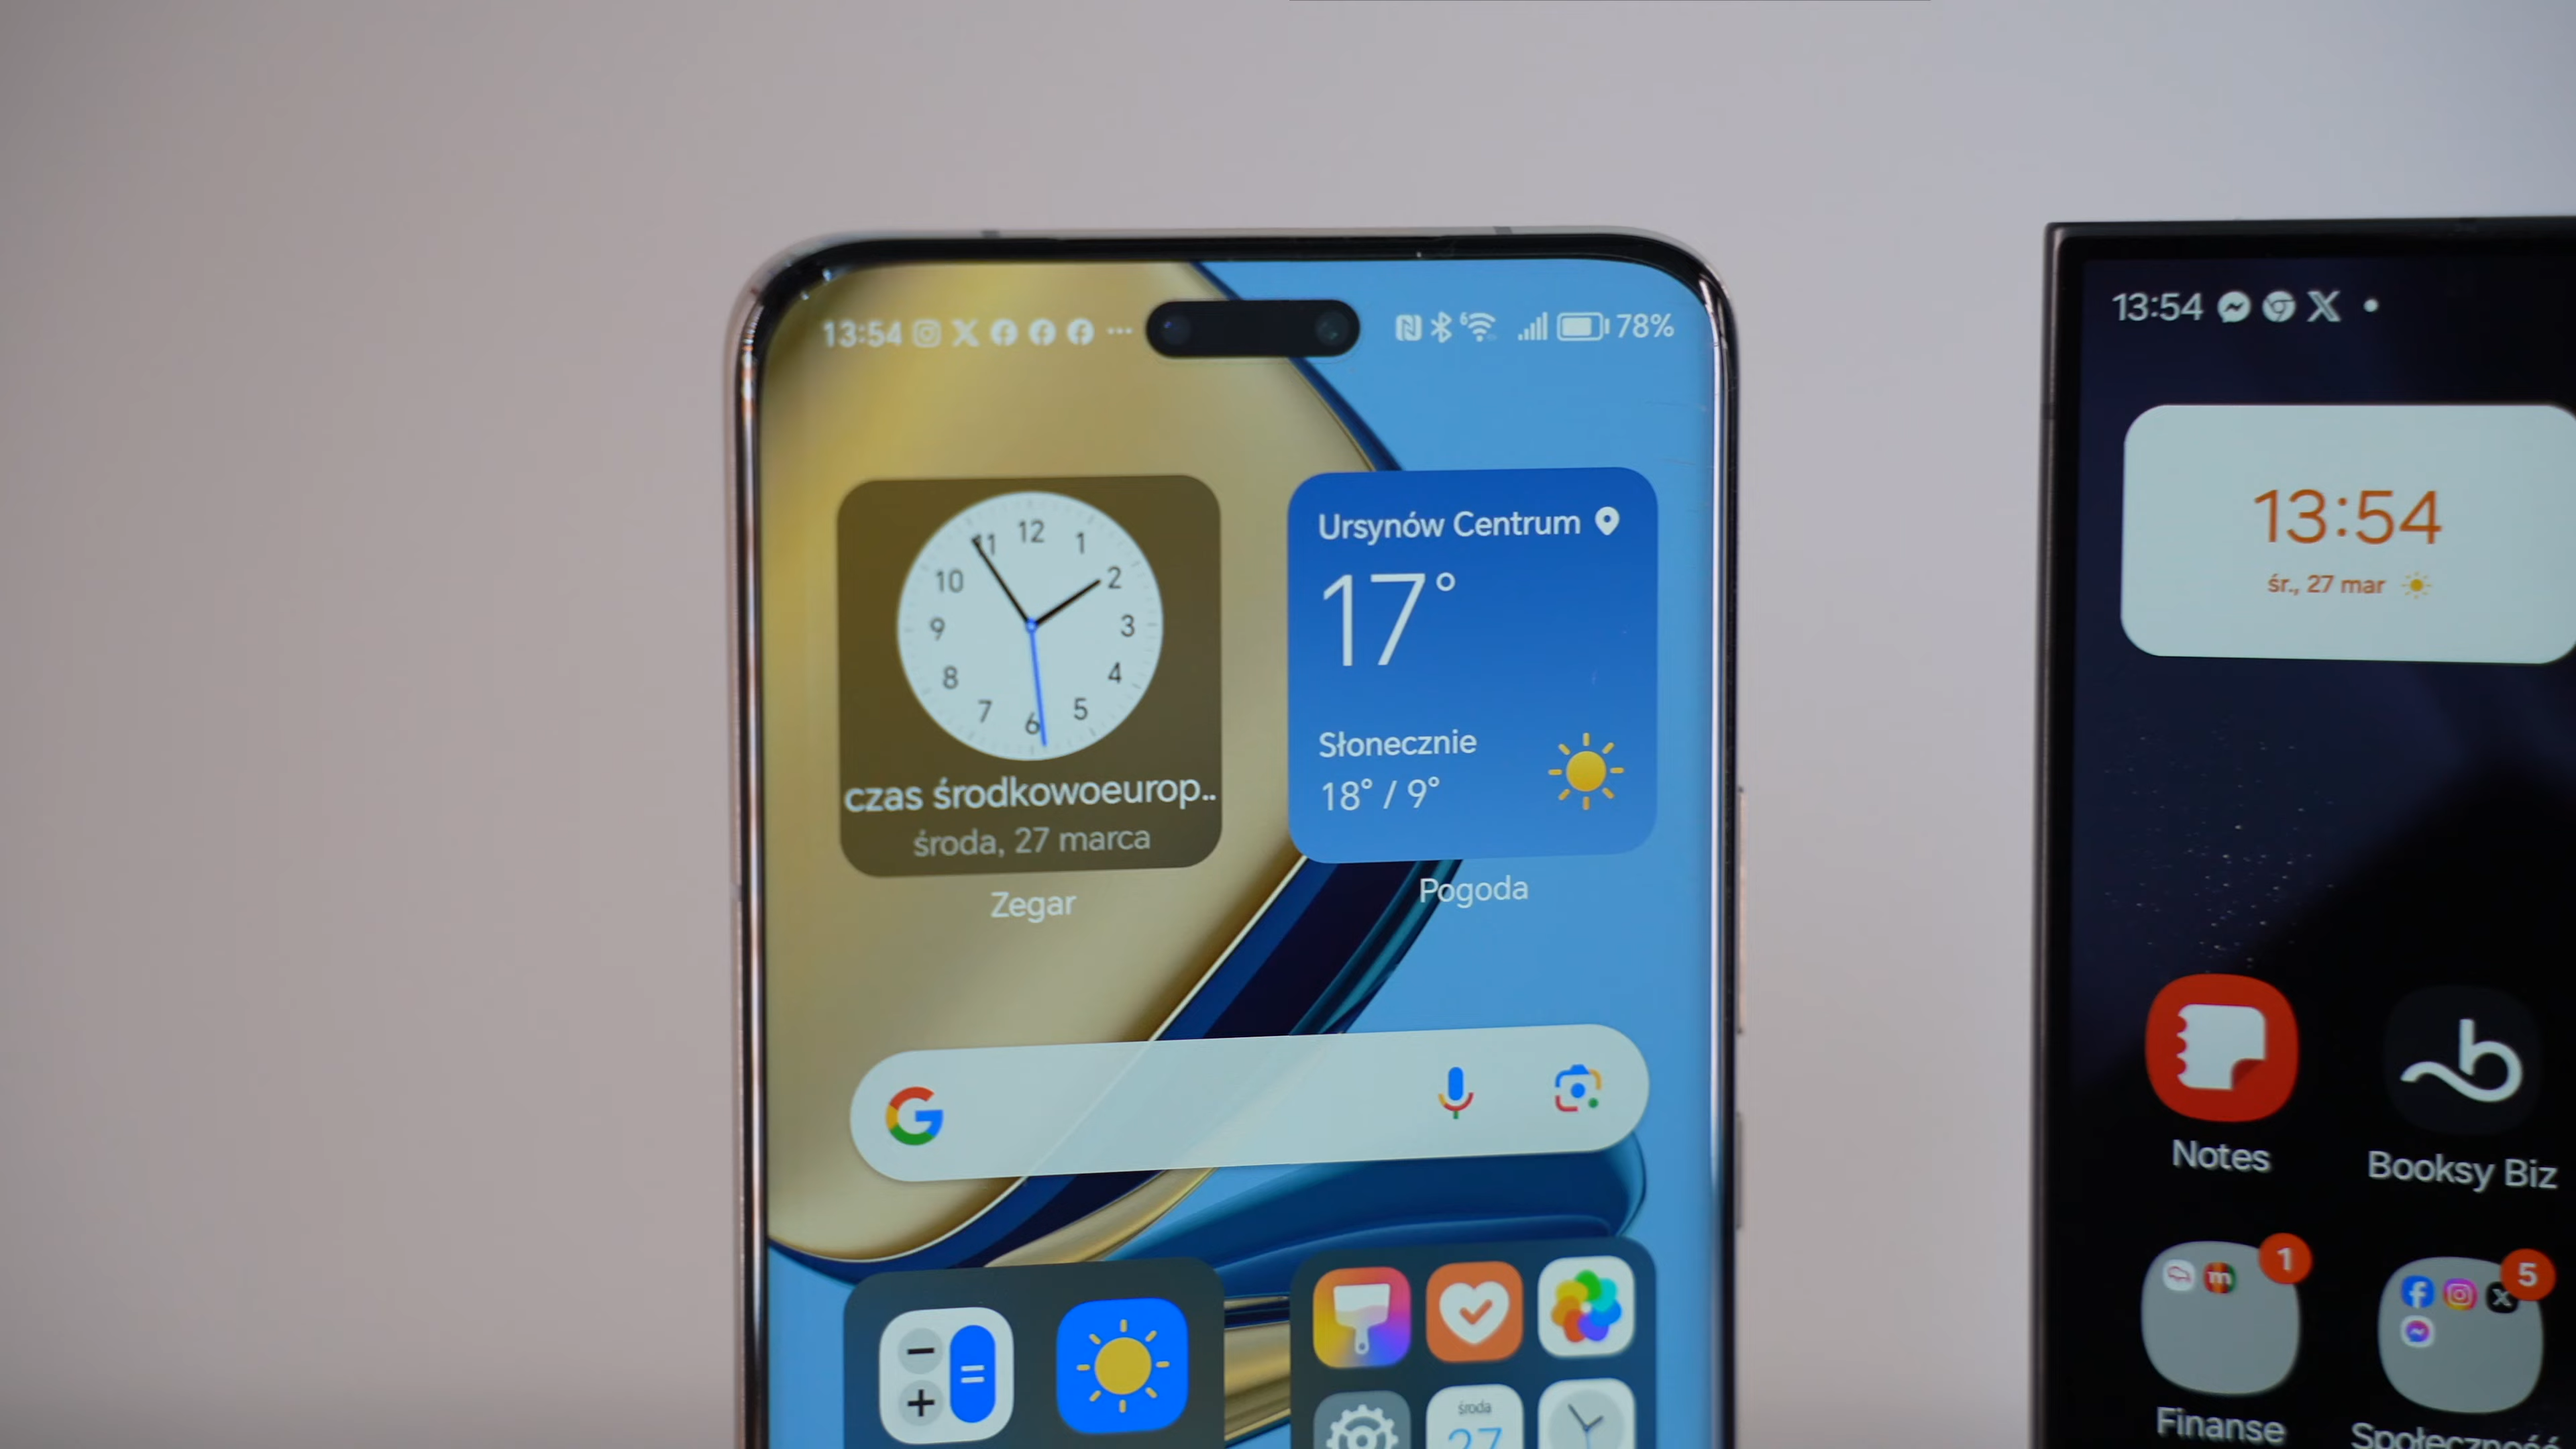 13:54
78%
12
11
1
10
2
9
3
8
4
7
5
6
czas środkowoeurop..
środa, 27 marca
Zegar
Ursynów Centrum
17°
Słonecznie
18° / 9°
Pogoda
G
środa
27
13:54
13:54
śr., 27 mar
Notes
Booksy Biz
1
m
5
Finanse
Społeczność